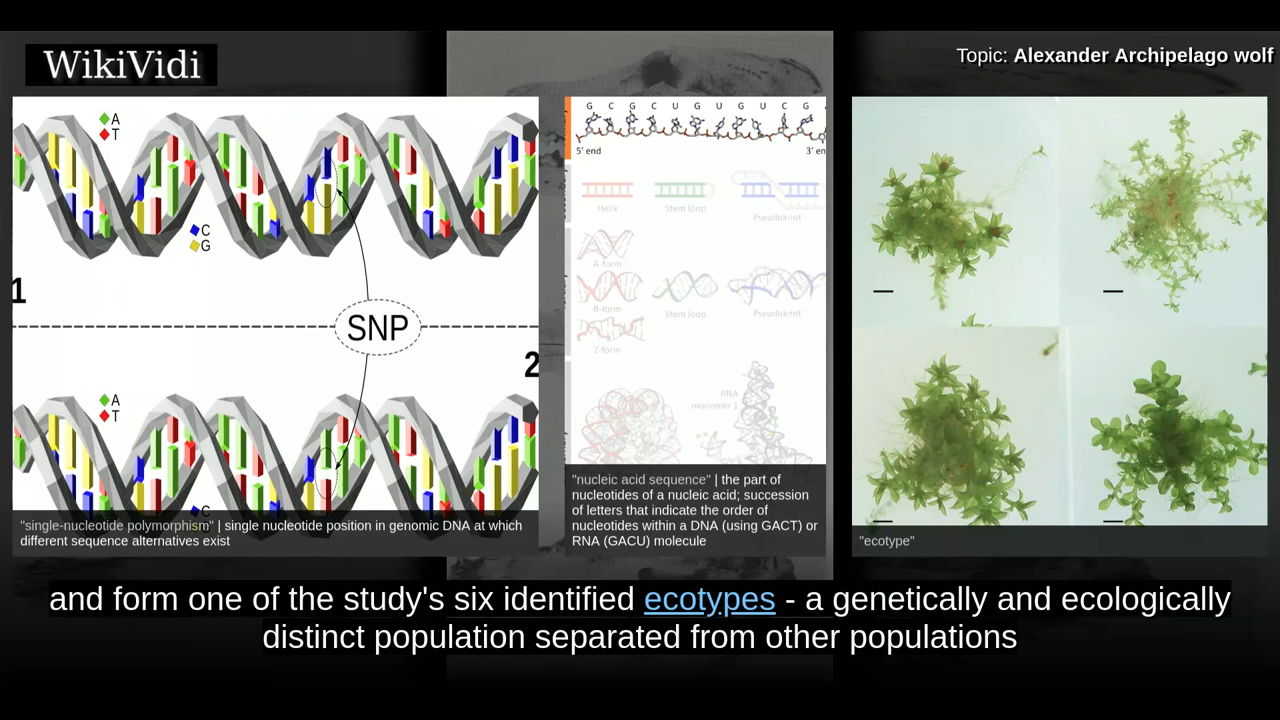 WikiVidi
Topic: Alexander Archipelago wolf
A
T
C
G
1
SNP
2
A
T
C
"single-nucleotide polymorphism" | single nucleotide position in genomic DNA at which
different sequence alternatives exist
G C G C U G U G U C G
5' end
3' en
Helix
Stem loop
Pseudoknot
A-form
B-form
Stem loop
Pseudoknot
Z-form
RNA
monomer 1
"nucleic acid sequence" | the part of
nucleotides of a nucleic acid; succession
of letters that indicate the order of
nucleotides within a DNA (using GACT) or
RNA (GACU) molecule
"ecotype"
and form one of the study's six identified ecotypes - a genetically and ecologically
distinct population separated from other populations